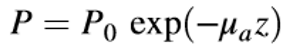 P = P₀ exp(−μₐz)